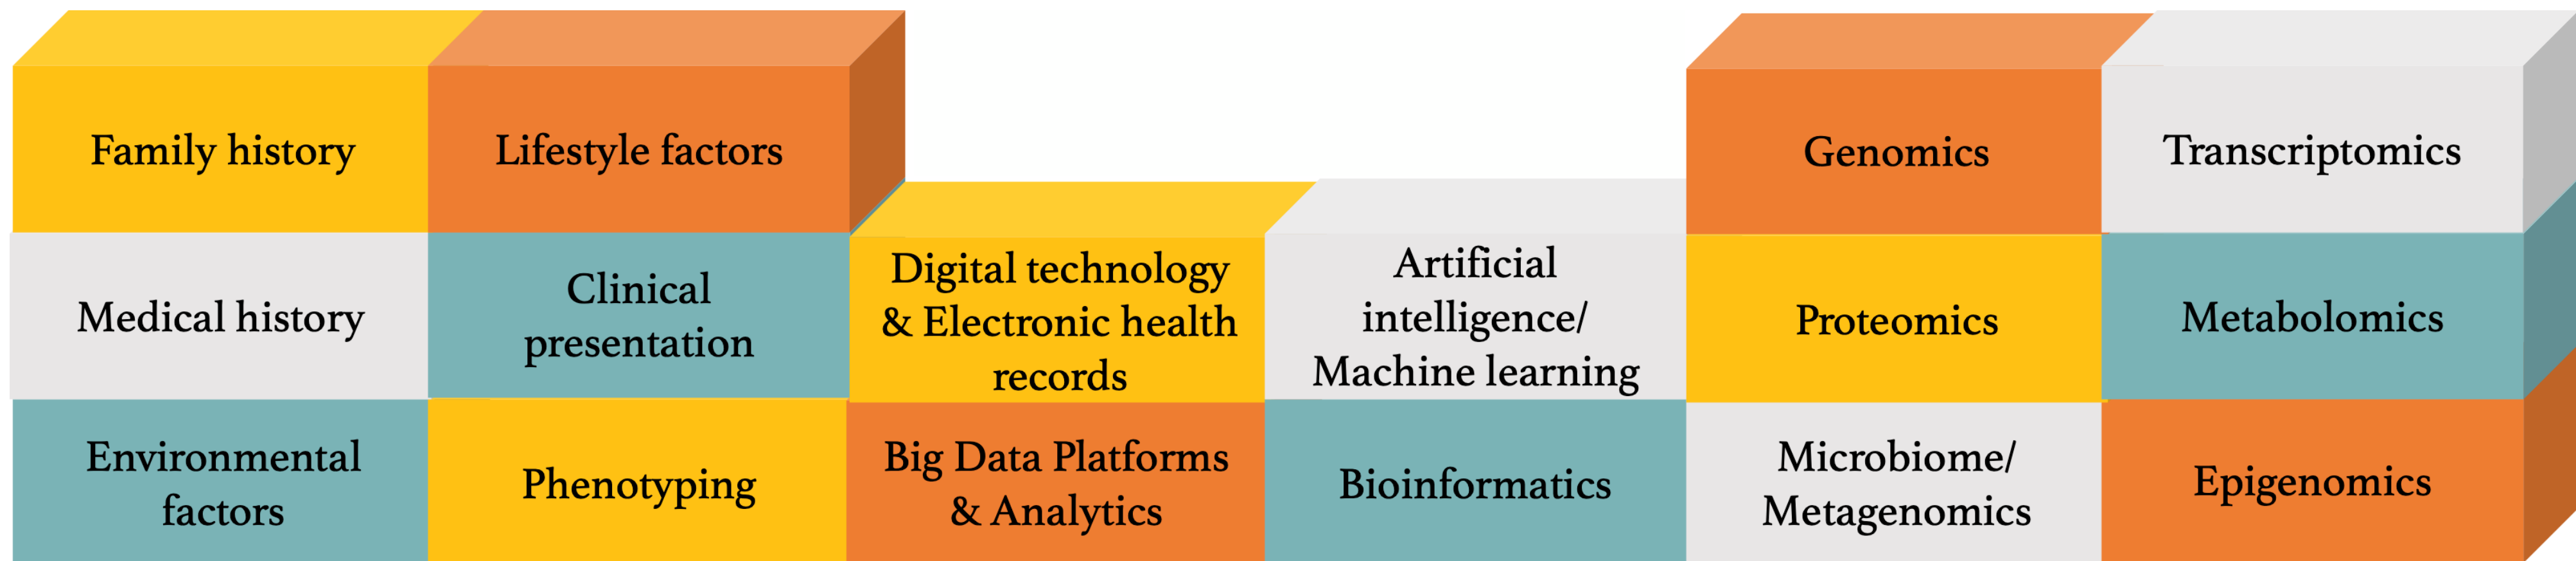 Family history
Lifestyle factors
Genomics
Transcriptomics
Medical history
Clinical
presentation
Digital technology
& Electronic health
records
Artificial
intelligence/
Machine learning
Proteomics
Metabolomics
Environmental
factors
Phenotyping
Big Data Platforms
& Analytics
Bioinformatics
Microbiome/
Metagenomics
Epigenomics